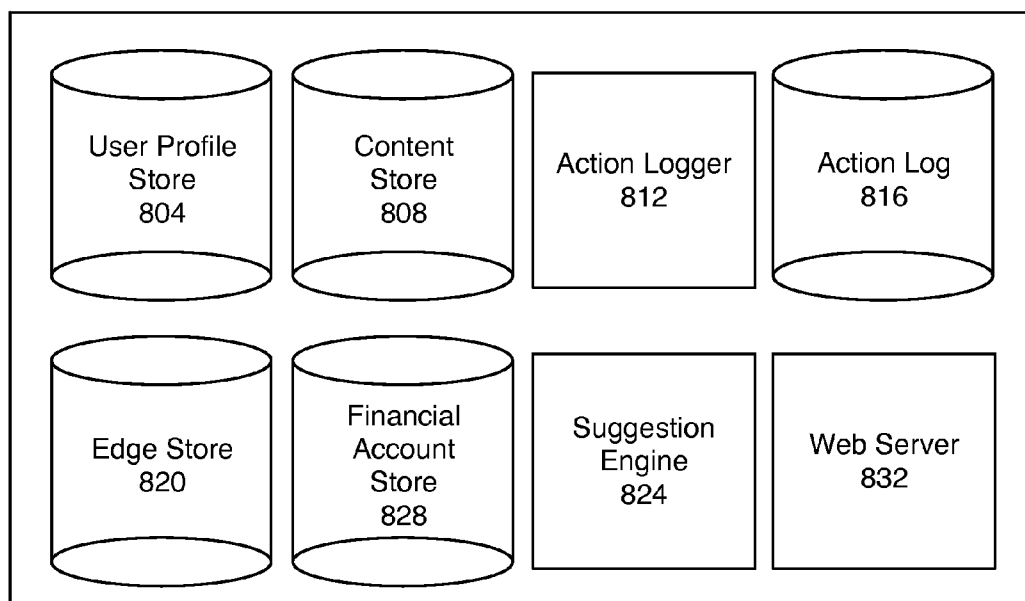 User Profile
Store
804
Content
Store
808
Action Logger
812
Action Log
816
Edge Store
820
Financial
Account
Store
828
Suggestion
Engine
824
Web Server
832